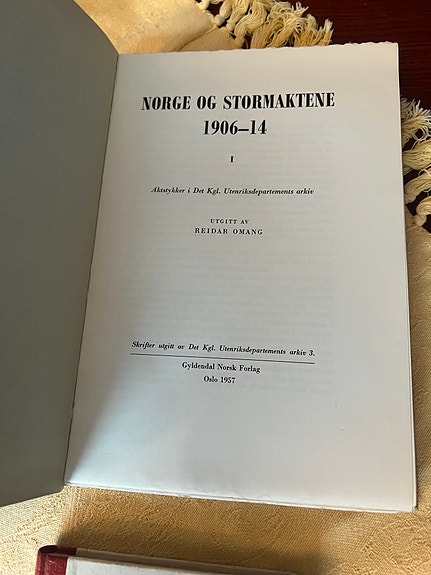 NORGE OG STORMAKTENE
1906–14
I
Aktstykker i Det Kgl. Utenriksdepartements arkiv
UTGITT AV
REIDAR OMANG
Skrifter utgitt av Det Kgl. Utenriksdepartements arkiv 3.
Gyldendal Norsk Forlag
Oslo 1957